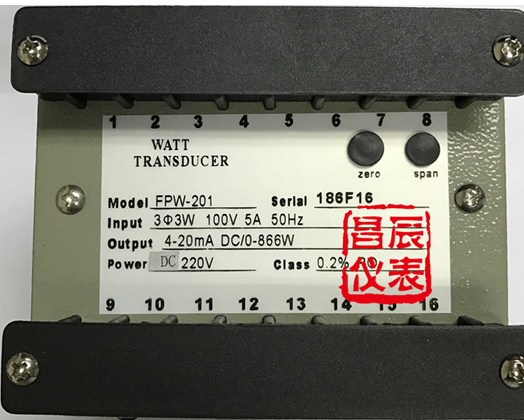 1 2 3 4 5 6 7 8
WATT
TRANSDUCER
zero span
Model FPW-201 Serial 186F16
Input 3Φ3W 100V 5A 50Hz
Output 4-20mA DC/0-866W
Power DC 220V Class 0.2%
昌辰
仪表
9 10 11 12 13 14 15 16